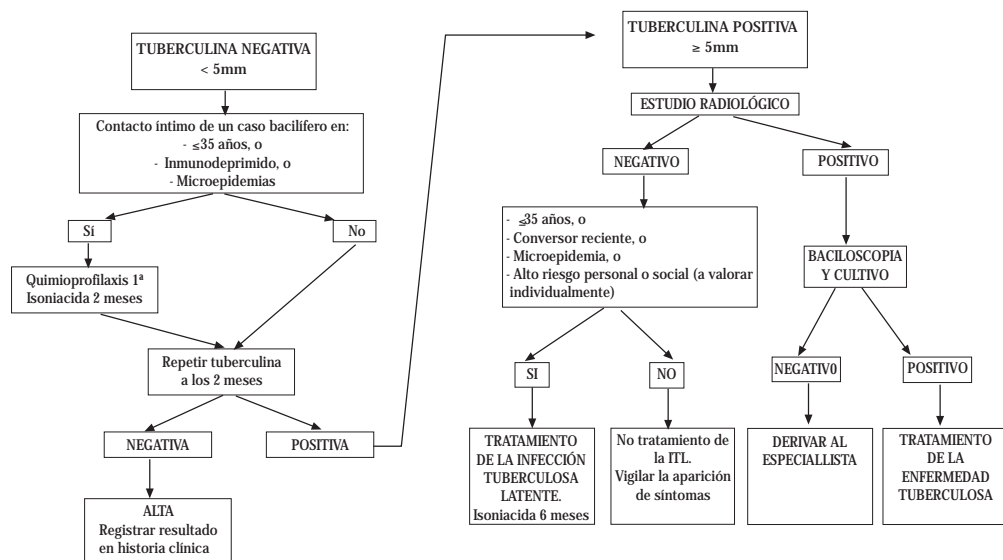 TUBERCULINA NEGATIVA
< 5mm
Contacto íntimo de un caso bacilífero en:
- ≤35 años, o
- Inmunodeprimido, o
- Microepidemias
Sí
No
Quimioprofilaxis 1ª
Isoniacida 2 meses
Repetir tuberculina
a los 2 meses
NEGATIVA
POSITIVA
ALTA
Registrar resultado
en historia clínica
TUBERCULINA POSITIVA
≥ 5mm
ESTUDIO RADIOLÓGICO
NEGATIVO
POSITIVO
- ≤35 años, o
- Conversor reciente, o
- Microepidemia, o
- Alto riesgo personal o social (a valorar
individualmente)
BACILOSCOPIA
Y CULTIVO
SI
NO
NEGATIV0
POSITIVO
TRATAMIENTO
DE LA INFECCIÓN
TUBERCULOSA
LATENTE.
Isoniacida 6 meses
No tratamiento de
la ITL.
Vigilar la aparición
de síntomas
DERIVAR AL
ESPECIALLISTA
TRATAMIENTO
DE LA
ENFERMEDAD
TUBERCULOSA